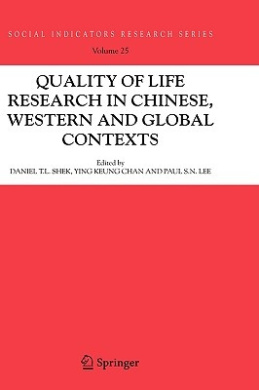 SOCIAL INDICATORS RESEARCH SERIES
Volume 25
QUALITY OF LIFE
RESEARCH IN CHINESE,
WESTERN AND GLOBAL
CONTEXTS
Edited by
DANIEL T.L. SHEK, YING KEUNG CHAN AND PAUL S.N. LEE
Springer